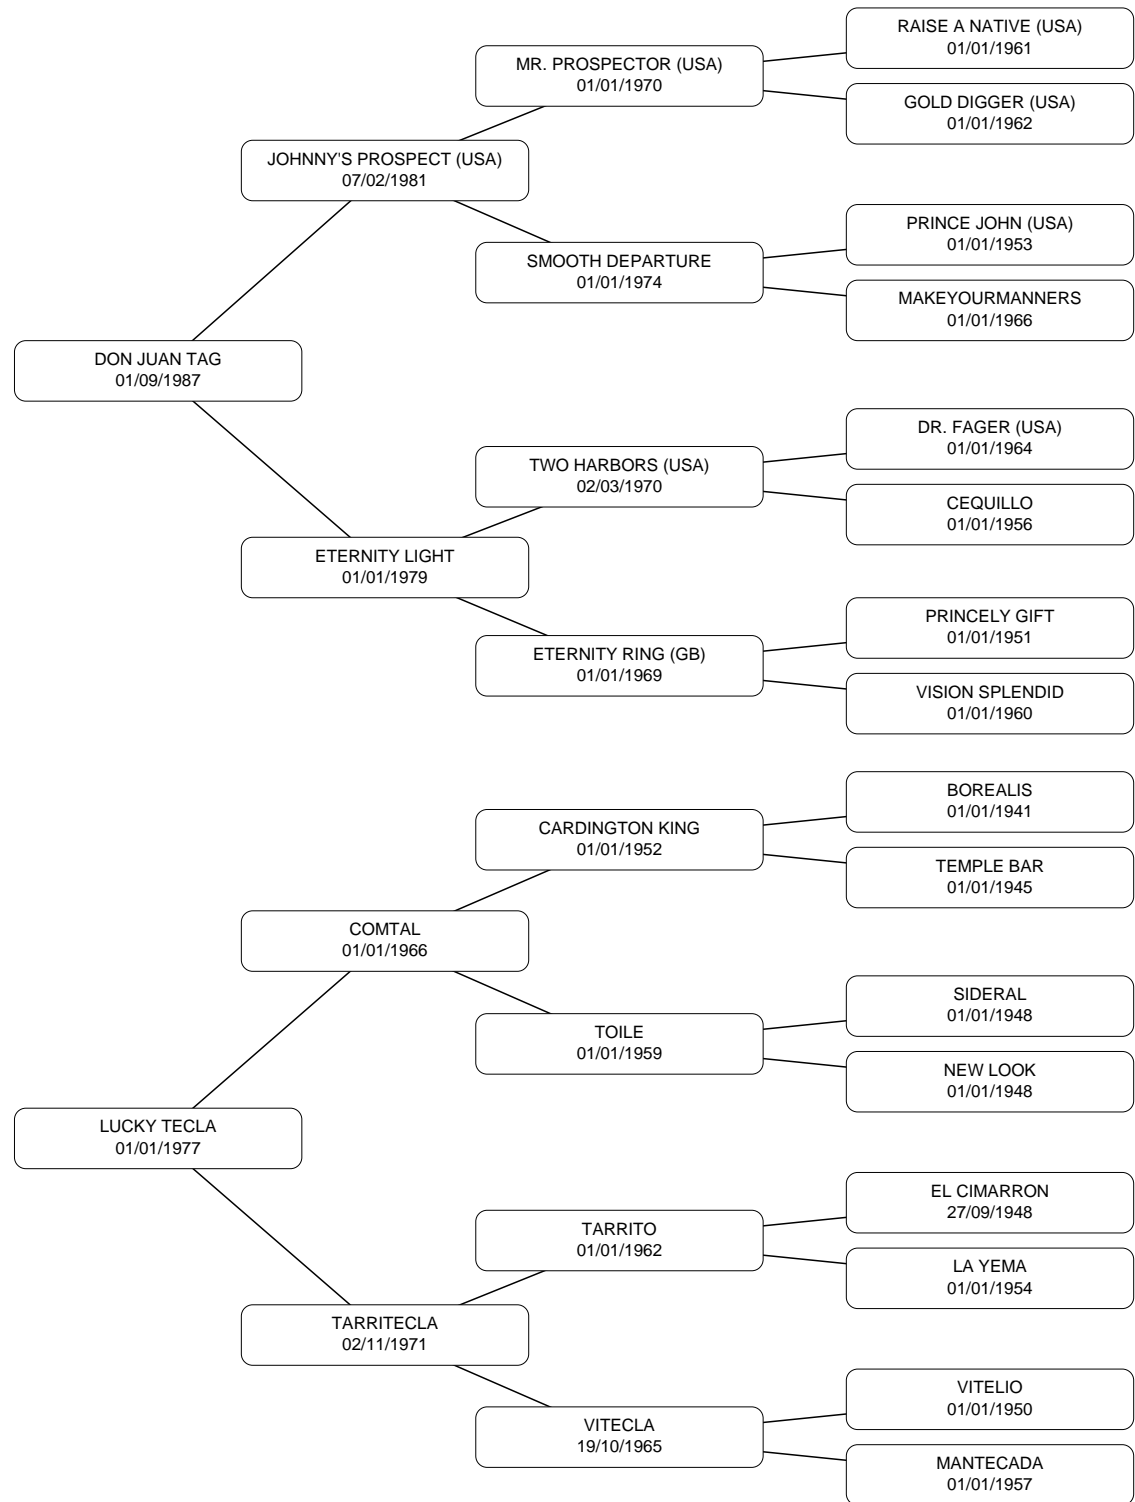 RAISE A NATIVE (USA)
01/01/1961
MR. PROSPECTOR (USA)
01/01/1970
GOLD DIGGER (USA)
01/01/1962
JOHNNY'S PROSPECT (USA)
07/02/1981
PRINCE JOHN (USA)
01/01/1953
SMOOTH DEPARTURE
01/01/1974
MAKEYOURMANNERS
01/01/1966
DON JUAN TAG
01/09/1987
DR. FAGER (USA)
01/01/1964
TWO HARBORS (USA)
02/03/1970
CEQUILLO
01/01/1956
ETERNITY LIGHT
01/01/1979
PRINCELY GIFT
01/01/1951
ETERNITY RING (GB)
01/01/1969
VISION SPLENDID
01/01/1960
BOREALIS
01/01/1941
CARDINGTON KING
01/01/1952
TEMPLE BAR
01/01/1945
COMTAL
01/01/1966
SIDERAL
01/01/1948
TOILE
01/01/1959
NEW LOOK
01/01/1948
LUCKY TECLA
01/01/1977
EL CIMARRON
27/09/1948
TARRITO
01/01/1962
LA YEMA
01/01/1954
TARRITECLA
02/11/1971
VITELIO
01/01/1950
VITECLA
19/10/1965
MANTECADA
01/01/1957